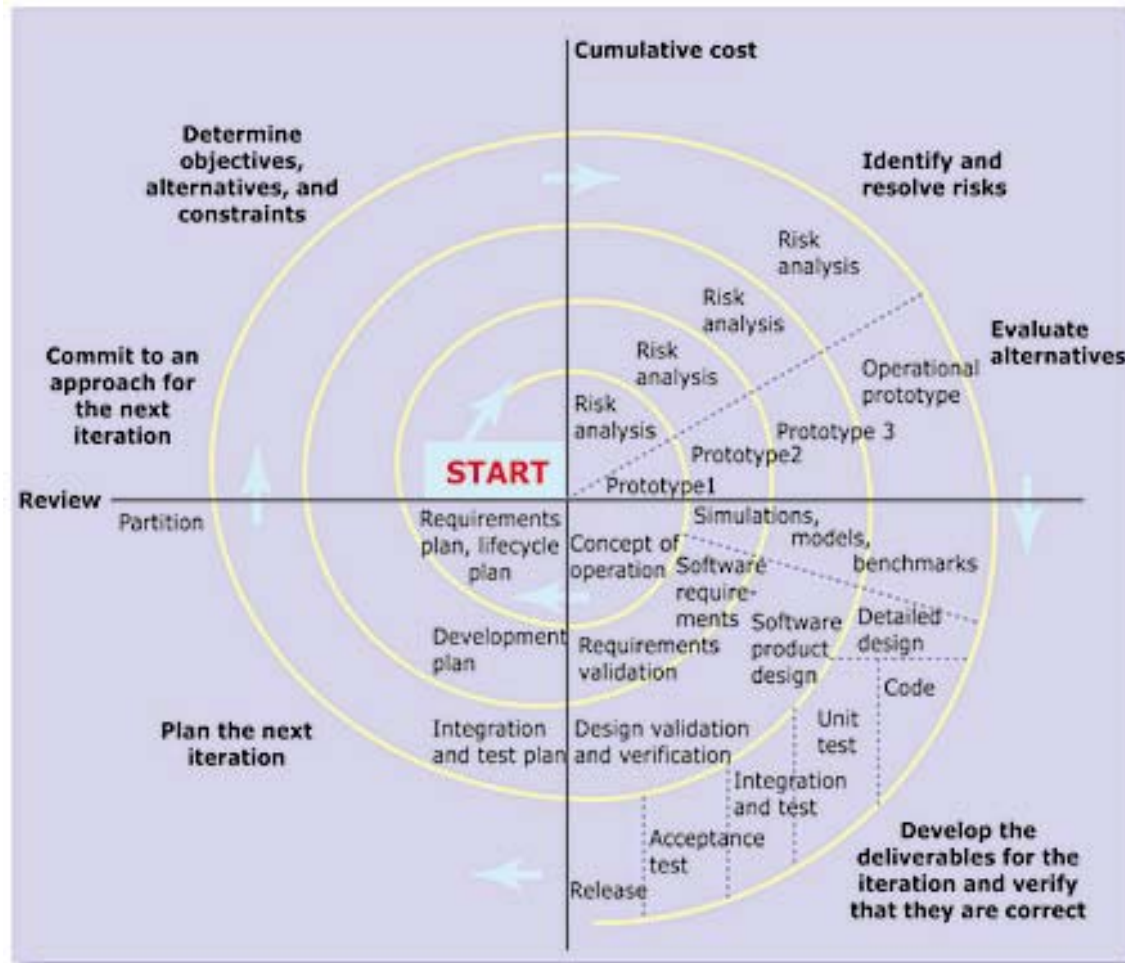 Cumulative cost
Determine
objectives,
alternatives, and
constraints
Identify and
resolve risks
Risk
analysis
Risk
analysis
Risk
analysis
Risk
analysis
Evaluate
alternatives
Commit to an
approach for
the next
iteration
Operational
prototype
Prototype 3
Prototype2
Prototype1
START
Review
Partition
Requirements
plan, lifecycle
plan
Concept of
operation
Simulations,
models,
benchmarks
Software
require-
ments
Software
product
design
Detailed
design
Development
plan
Requirements
validation
Code
Unit
test
Plan the next
iteration
Integration
and test plan
Design validation
and verification
Integration
and test
Acceptance
test
Release
Develop the
deliverables for the
iteration and verify
that they are correct